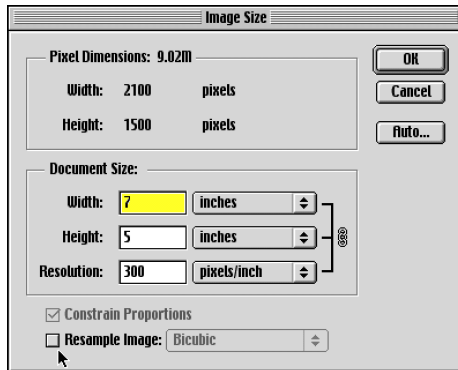 Image Size
Pixel Dimensions: 9.02M
OK
Width: 2100 pixels
Cancel
Height: 1500 pixels
Auto...
Document Size:
Width: 7 inches
Height: 5 inches
Resolution: 300 pixels/inch
Constrain Proportions
Resample Image: Bicubic